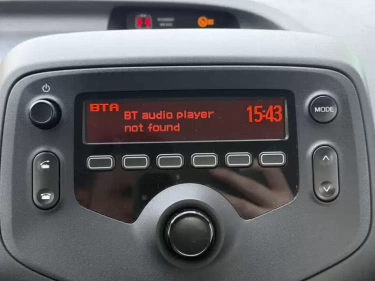 BTA
BT audio player
not found
15:43
MODE